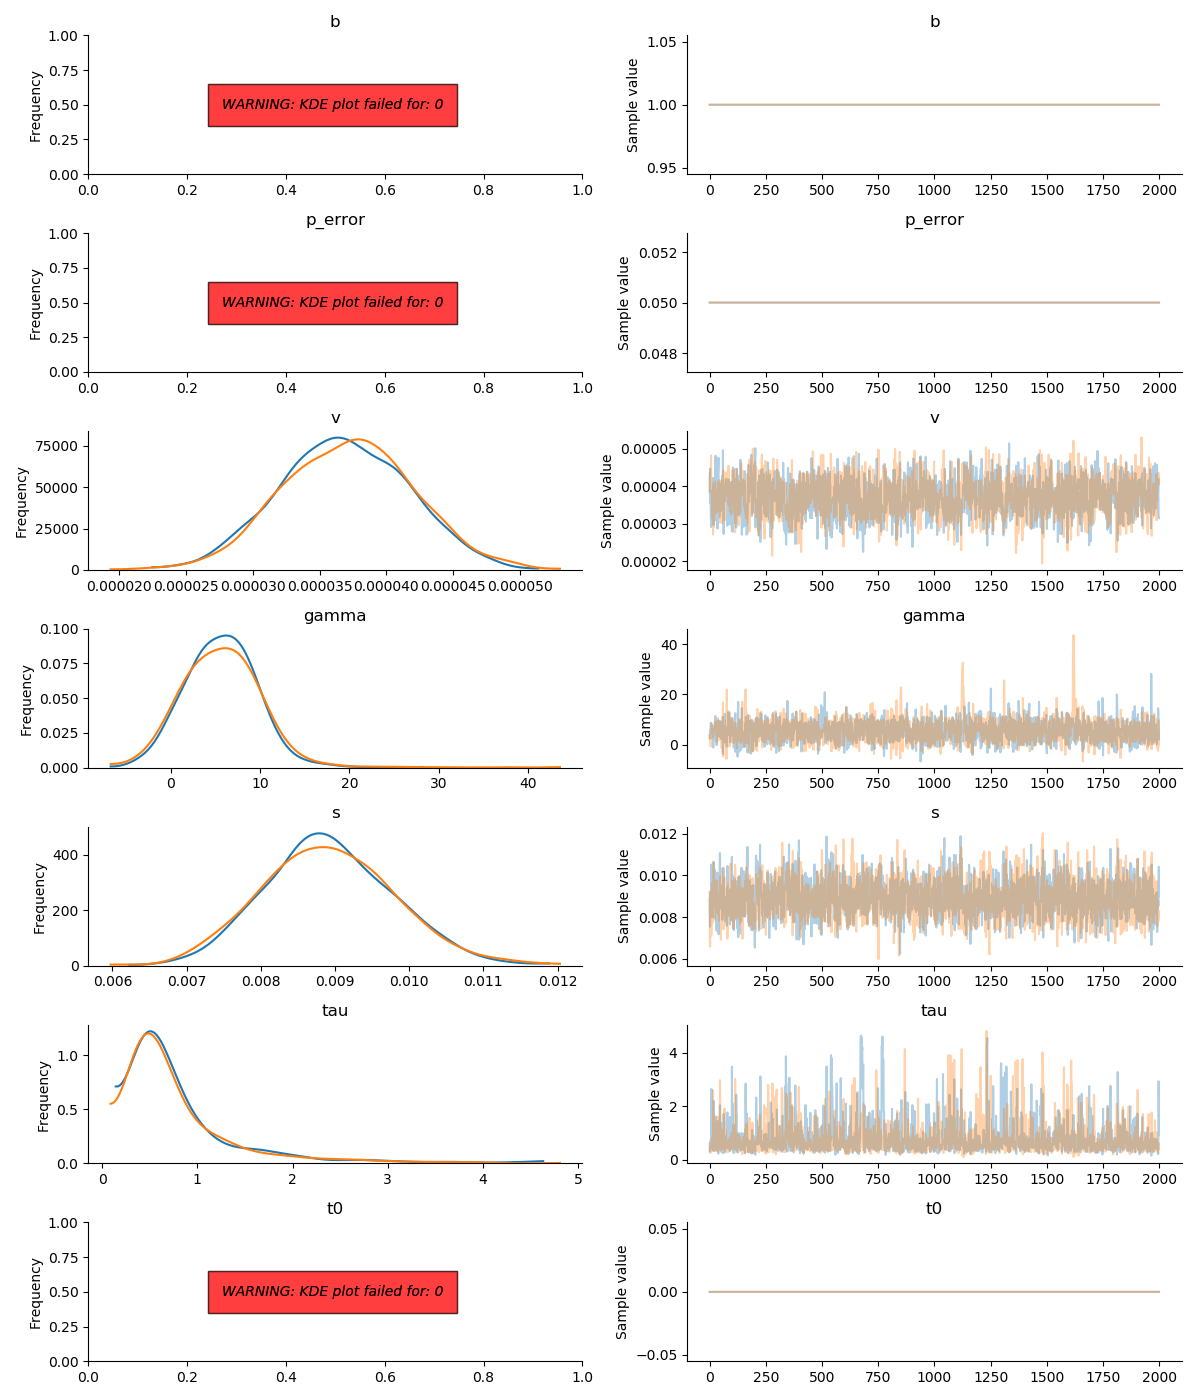 b
1.00
0.75
0.50
0.25
0.00
Frequency
WARNING: KDE plot failed for: 0
0.0 0.2 0.4 0.6 0.8 1.0
b
1.05
1.00
0.95
Sample value
0 250 500 750 1000 1250 1500 1750 2000
p_error
1.00
0.75
0.50
0.25
0.00
Frequency
WARNING: KDE plot failed for: 0
0.0 0.2 0.4 0.6 0.8 1.0
p_error
0.052
0.050
0.048
Sample value
0 250 500 750 1000 1250 1500 1750 2000
v
75000
50000
25000
0
Frequency
0.000020 0.000025 0.000030 0.000035 0.000040 0.000045 0.000050
v
0.00005
0.00004
0.00003
0.00002
Sample value
0 250 500 750 1000 1250 1500 1750 2000
gamma
0.100
0.075
0.050
0.025
0.000
Frequency
0 10 20 30 40
gamma
40
20
0
Sample value
0 250 500 750 1000 1250 1500 1750 2000
s
400
200
0
Frequency
0.006 0.007 0.008 0.009 0.010 0.011 0.012
s
0.012
0.010
0.008
0.006
Sample value
0 250 500 750 1000 1250 1500 1750 2000
tau
1.0
0.5
0.0
Frequency
0 1 2 3 4 5
tau
4
2
0
Sample value
0 250 500 750 1000 1250 1500 1750 2000
t0
1.00
0.75
0.50
0.25
0.00
Frequency
WARNING: KDE plot failed for: 0
0.0 0.2 0.4 0.6 0.8 1.0
t0
0.05
0.00
−0.05
Sample value
0 250 500 750 1000 1250 1500 1750 2000